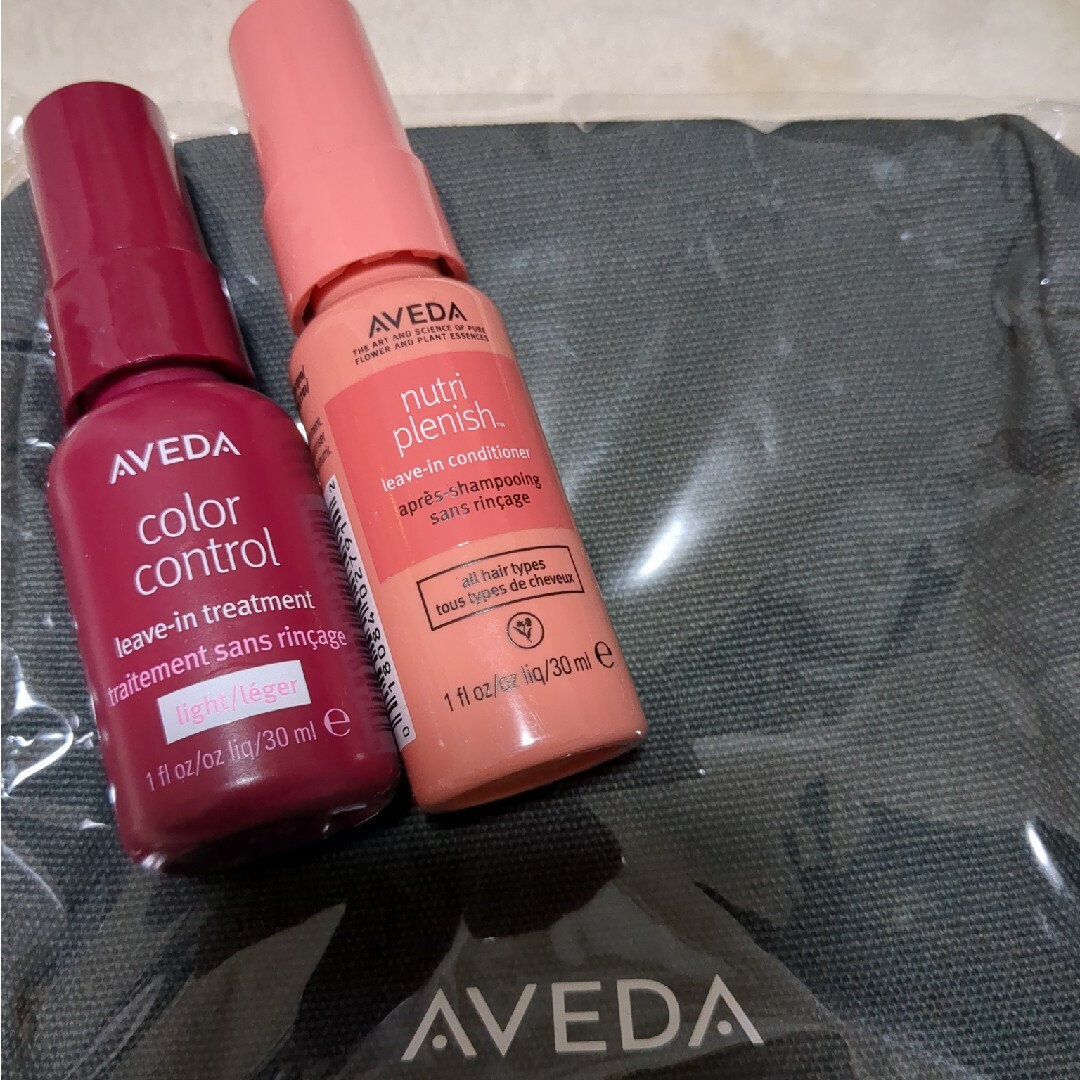 AVEDA
color
control
leave-in treatment
traitement sans rinçage
light/léger
1 fl oz/oz liq/30 ml e
AVEDA
THE ART AND SCIENCE OF PURE
FLOWER AND PLANT ESSENCES
nutri
plenish™
leave-in conditioner
après-shampooing
sans rinçage
all hair types
tous types de cheveux
1 fl oz/oz liq/30 ml e
AVEDA